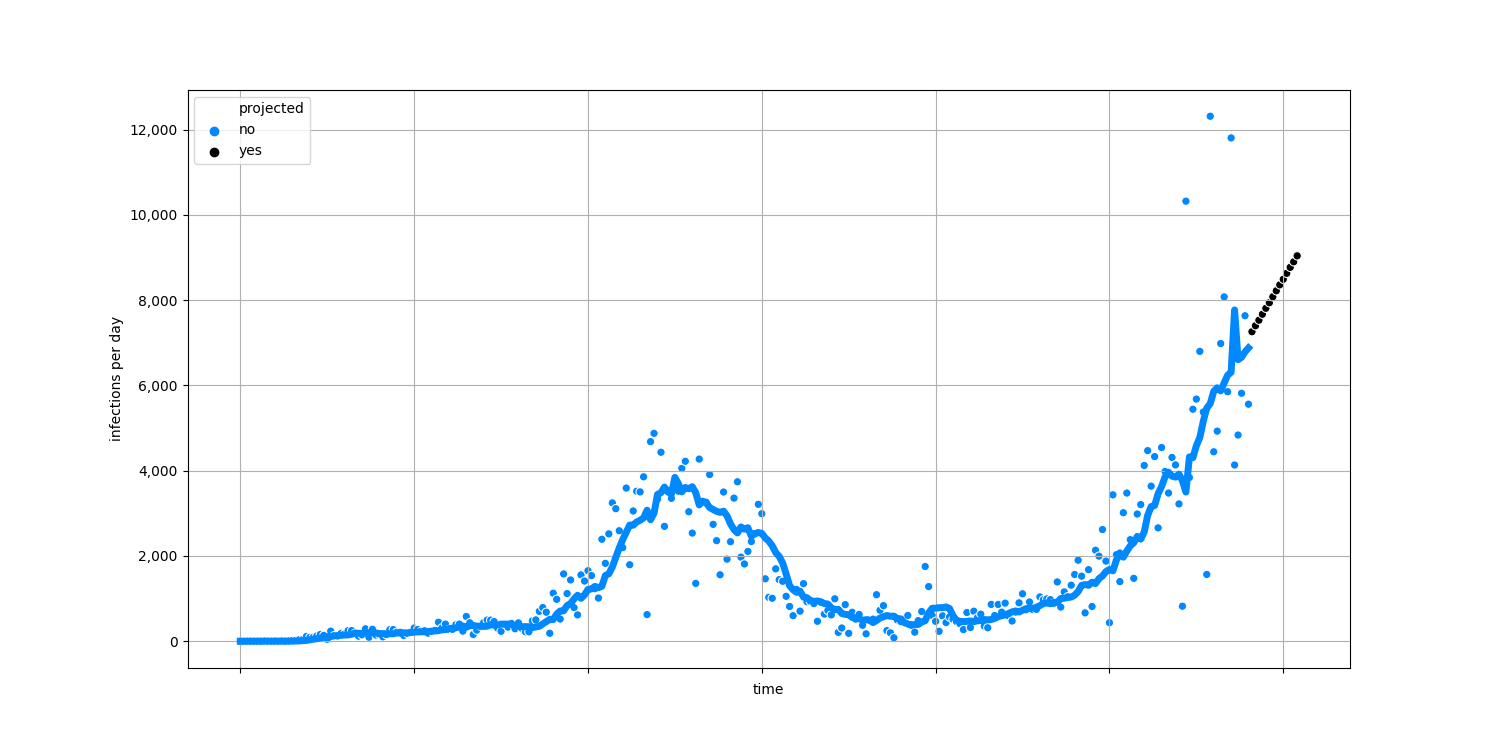 projected
no
yes
12,000
10,000
8,000
6,000
4,000
2,000
0
infections per day
time